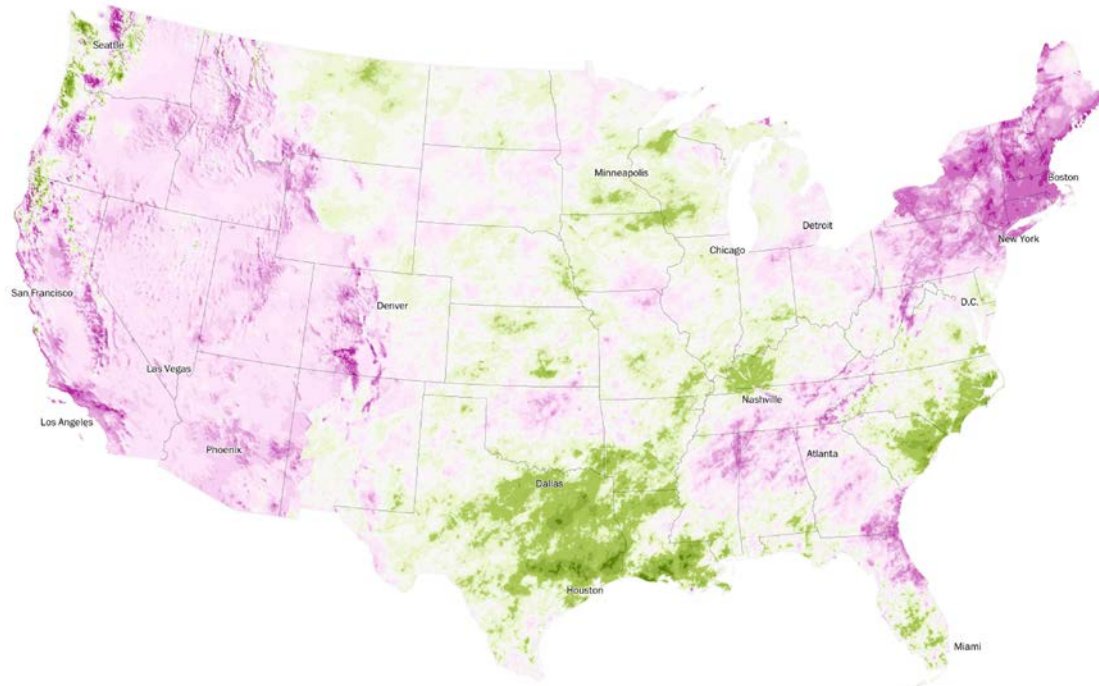 Seattle
Minneapolis
Boston
Detroit
New York
Chicago
San Francisco
Denver
D.C.
Las Vegas
Nashville
Los Angeles
Phoenix
Atlanta
Dallas
Houston
Miami